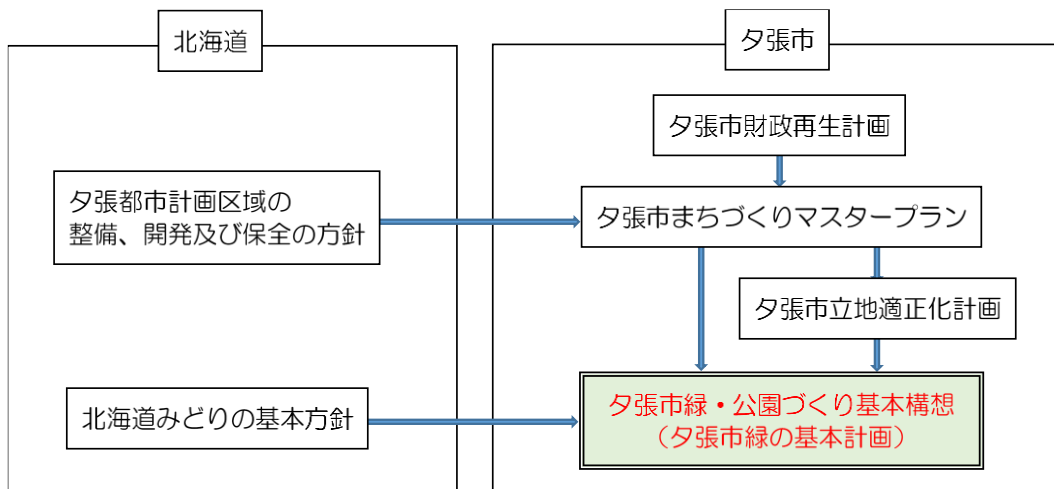 北海道
夕張都市計画区域の
整備、開発及び保全の方針
北海道みどりの基本方針
夕張市
夕張市財政再生計画
夕張市まちづくりマスタープラン
夕張市立地適正化計画
夕張市緑・公園づくり基本構想
（夕張市緑の基本計画）